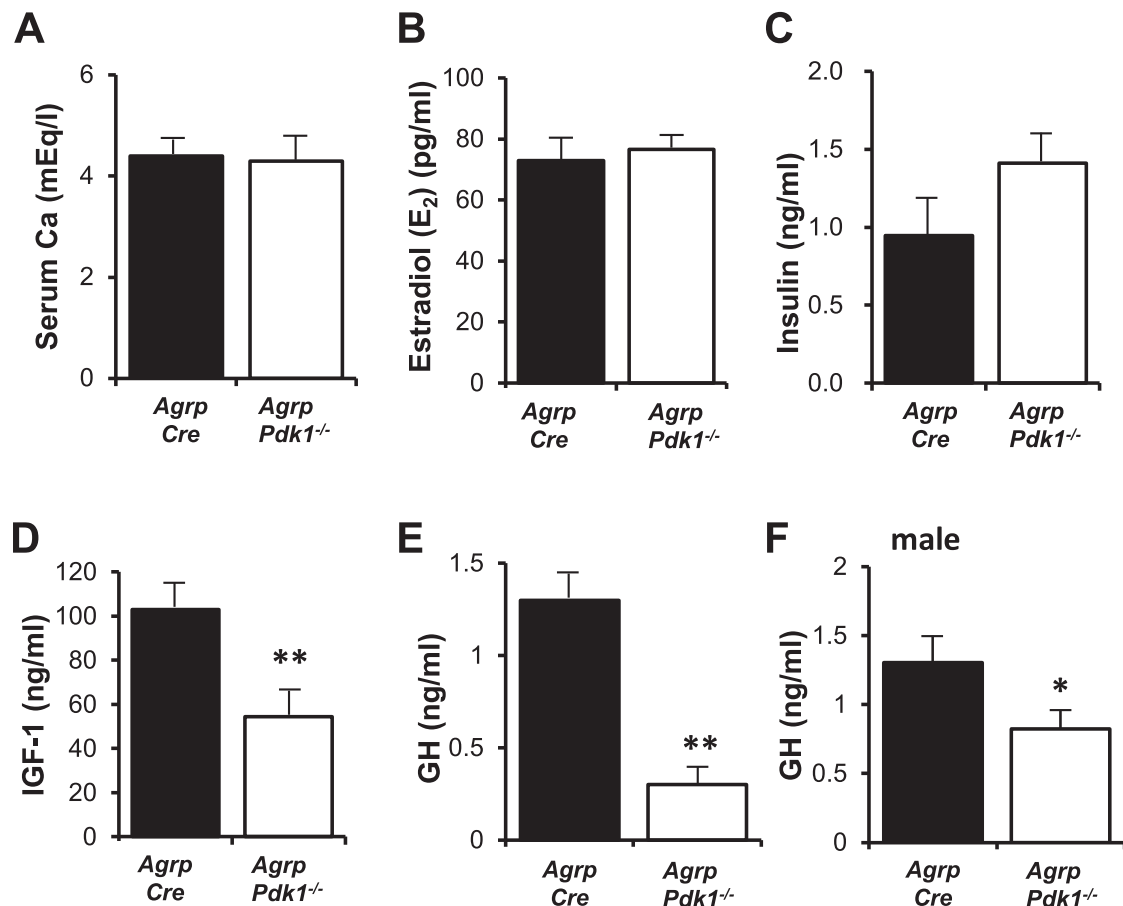 A
Serum Ca (mEq/l)
6
4
2
0
Agrp
Cre
Agrp
Pdk1-/-
B
Estradiol (E2) (pg/ml)
100
80
60
40
20
0
Agrp
Cre
Agrp
Pdk1-/-
C
Insulin (ng/ml)
2.0
1.5
1.0
0.5
0.0
Agrp
Cre
Agrp
Pdk1-/-
D
IGF-1 (ng/ml)
120
100
80
60
40
20
0
**
Agrp
Cre
Agrp
Pdk1-/-
E
GH (ng/ml)
1.5
1
0.5
0
**
Agrp
Cre
Agrp
Pdk1-/-
F
male
GH (ng/ml)
2
1.5
1
0.5
0
*
Agrp
Cre
Agrp
Pdk1-/-